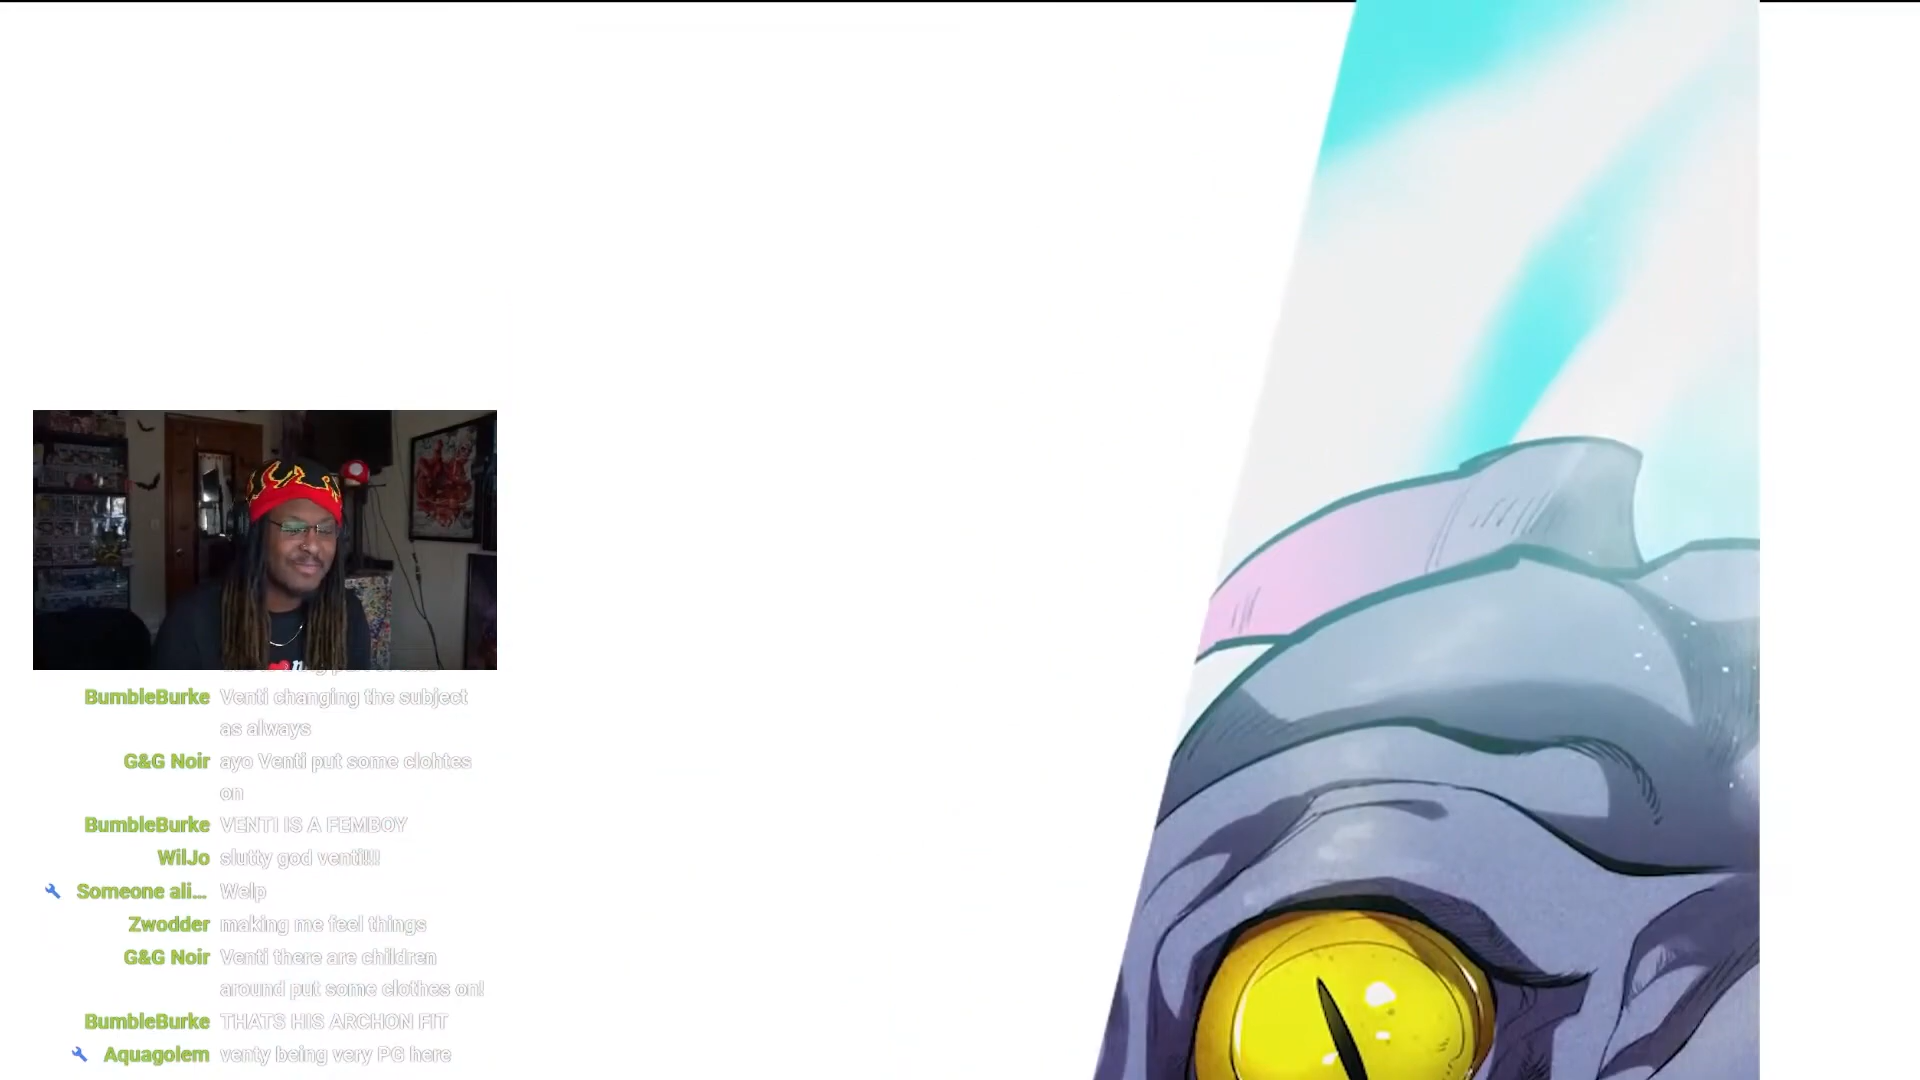 BumbleBurke Venti changing the subject
as always
G&G Noir ayo Venti put some clohtes
on
BumbleBurke VENTI IS A FEMBOY
WilJo slutty god venti!!!!
Someone ali... Welp
Zwodder making me feel things
G&G Noir Venti there are children
around put some clothes on!
BumbleBurke THATS HIS ARCHON FIT
Aquagolem venty being very PG here